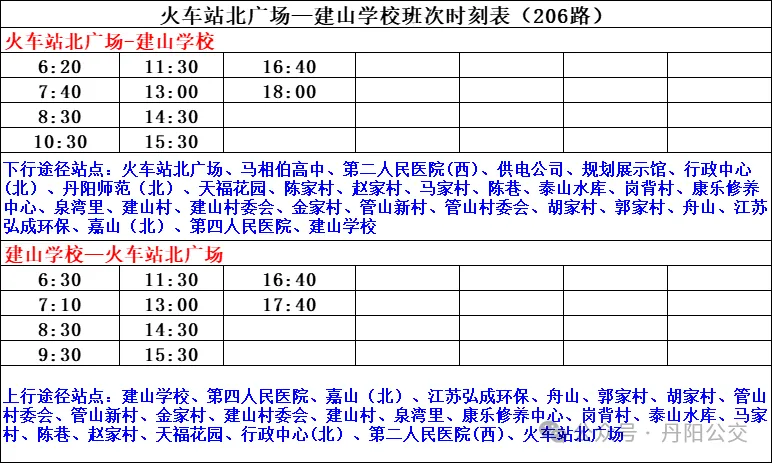 火车站北广场—建山学校班次时刻表（206路）
火车站北广场-建山学校
6:20 11:30 16:40
7:40 13:00 18:00
8:30 14:30
10:30 15:30
下行途径站点：火车站北广场、马相伯高中、第二人民医院(西)、供电公司、规划展示馆、行政中心
(北）、丹阳师范（北）、天福花园、陈家村、赵家村、马家村、陈巷、泰山水库、岗背村、康乐修养
中心、泉湾里、建山村、建山村委会、金家村、管山新村、管山村委会、胡家村、郭家村、舟山、江苏
弘成环保、嘉山（北）、第四人民医院、建山学校
建山学校—火车站北广场
6:30 11:30 16:40
7:10 13:00 17:40
8:30 14:30
9:30 15:30
上行途径站点：建山学校、第四人民医院、嘉山（北）、江苏弘成环保、舟山、郭家村、胡家村、管山
村委会、管山新村、金家村、建山村委会、建山村、泉湾里、康乐修养中心、岗背村、泰山水库、马家
村、陈巷、赵家村、天福花园、行政中心(北）、第二人民医院(西)、火车站北广场
公众号·丹阳公交